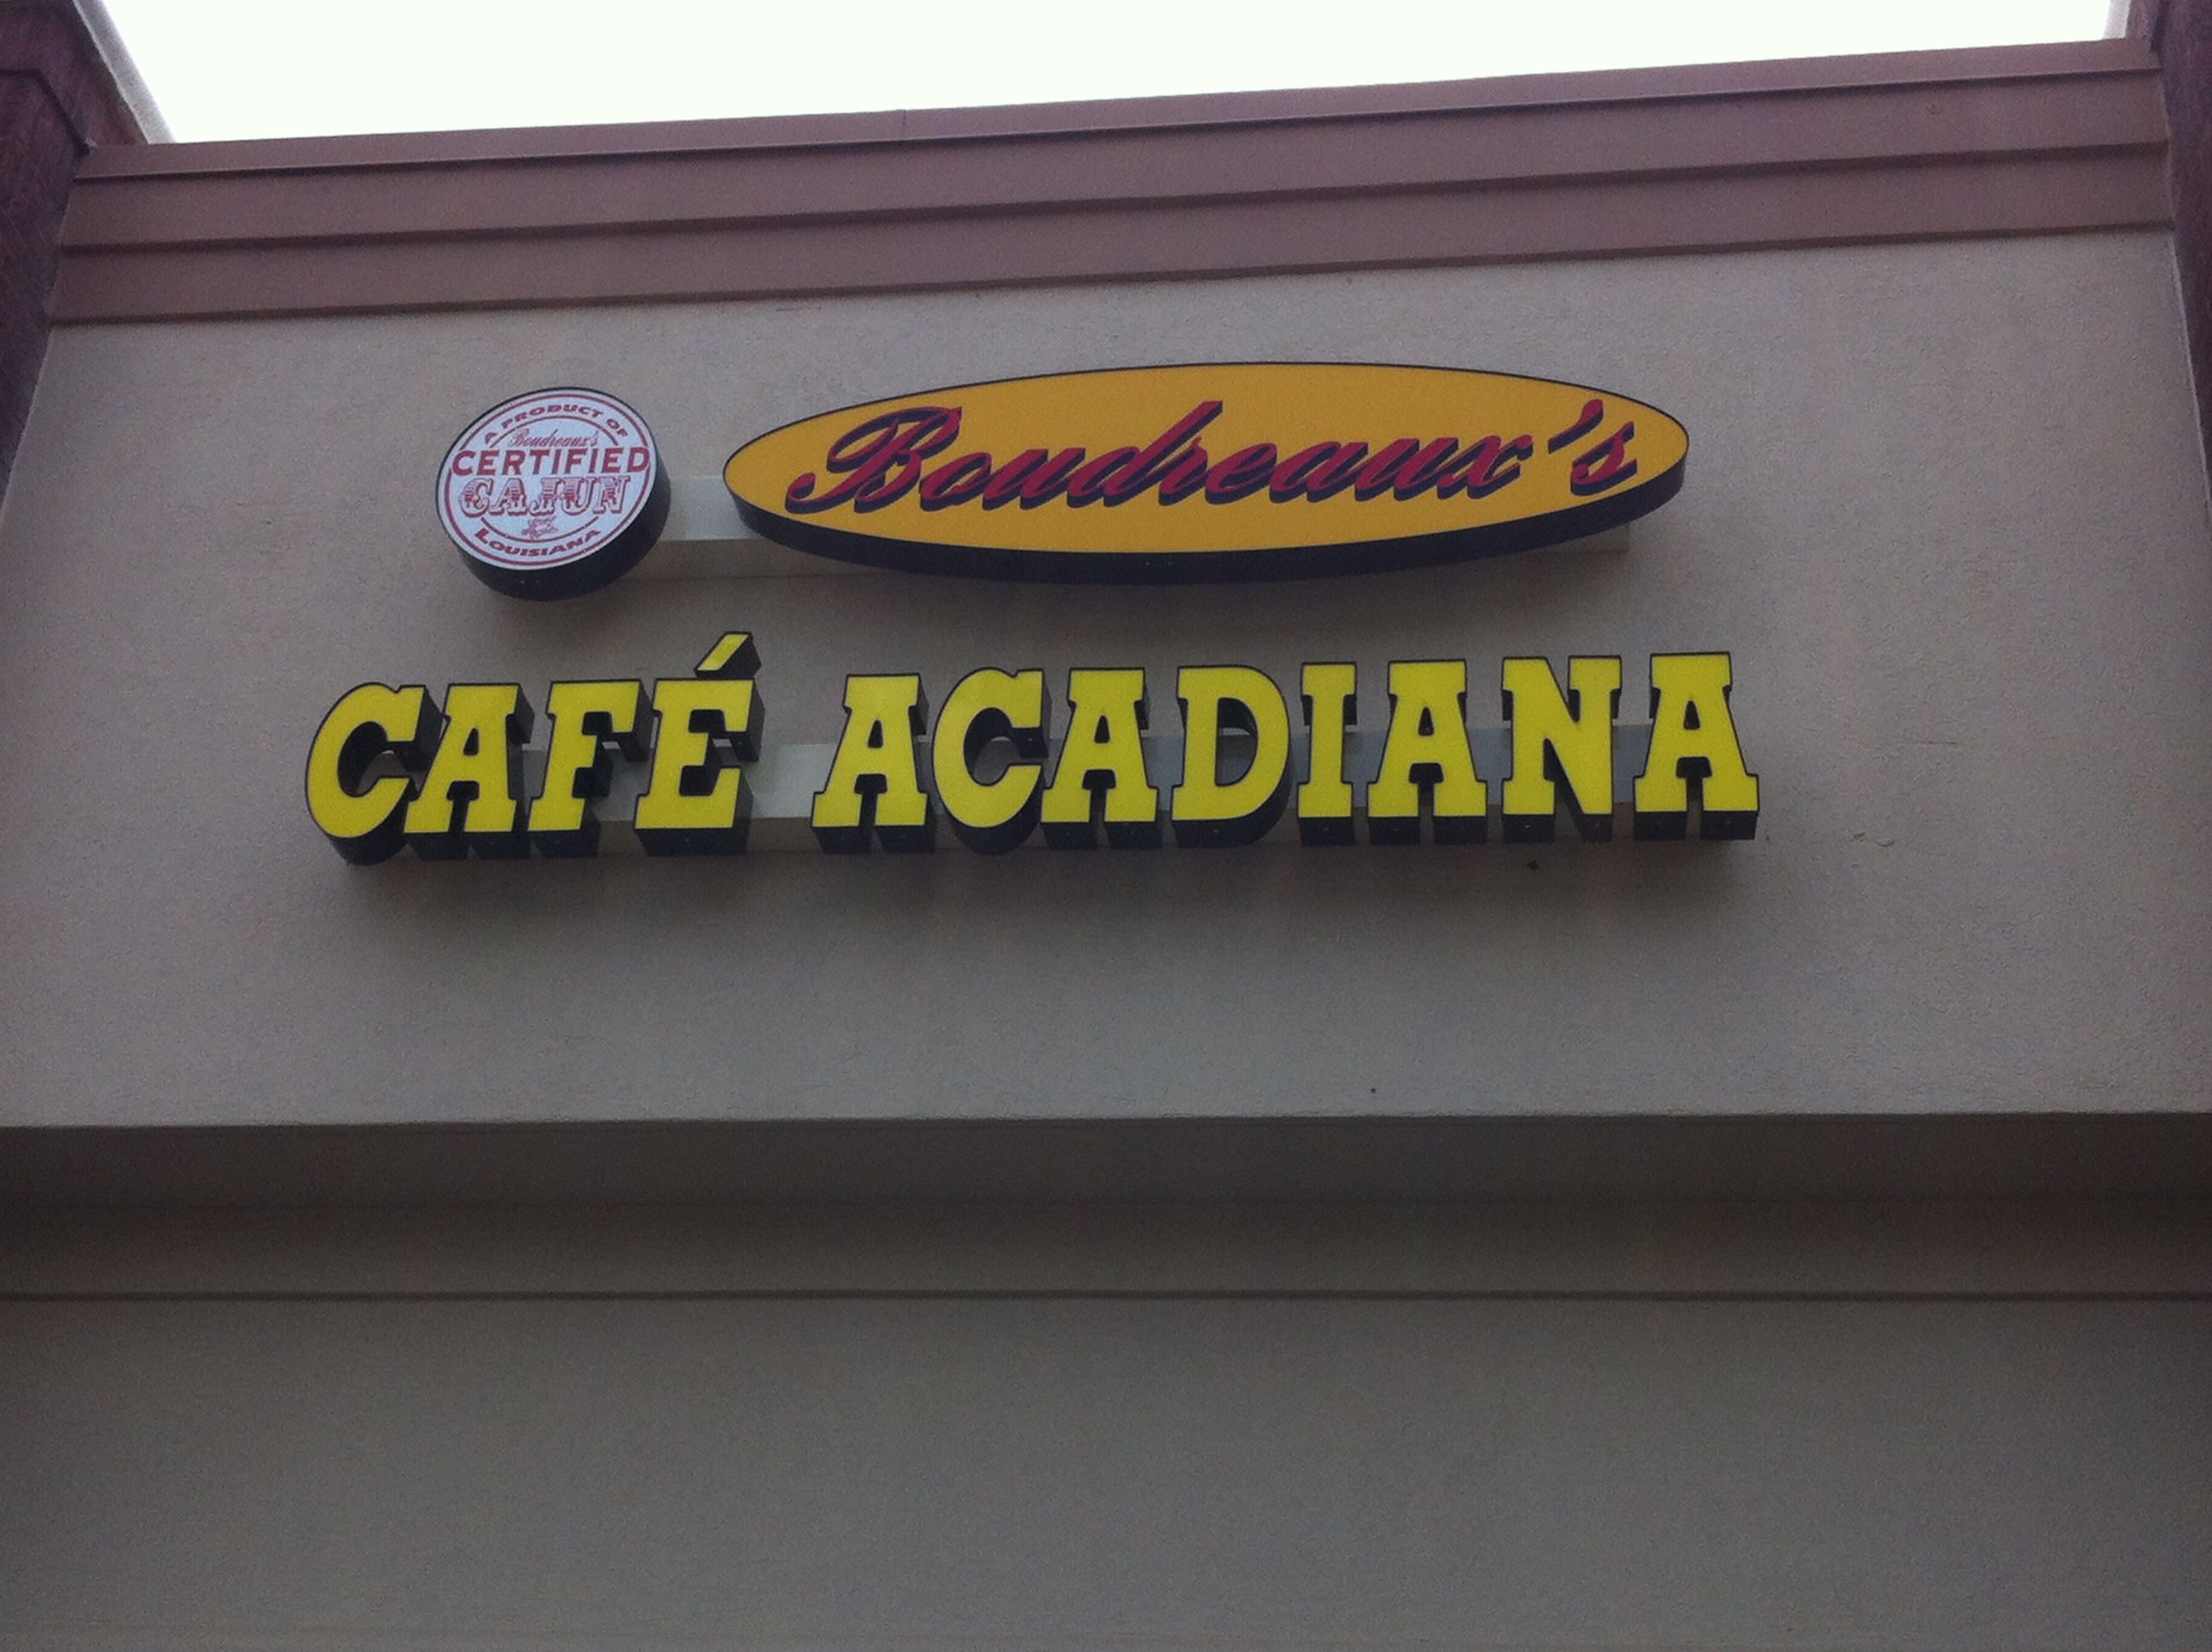 A PRODUCT OF
Boudreaux's
CERTIFIED
CAJUN
LOUISIANA
Boudreaux's
CAFÉ ACADIANA